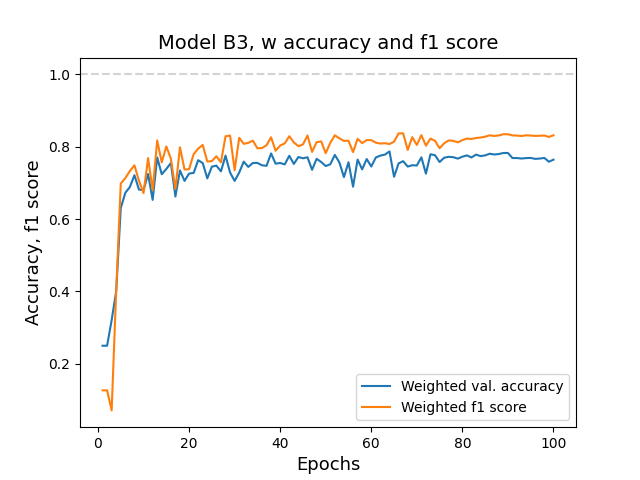 Model B3, w accuracy and f1 score
Accuracy, f1 score
1.0
0.8
0.6
0.4
0.2
0
20
40
60
80
100
Epochs
Weighted val. accuracy
Weighted f1 score